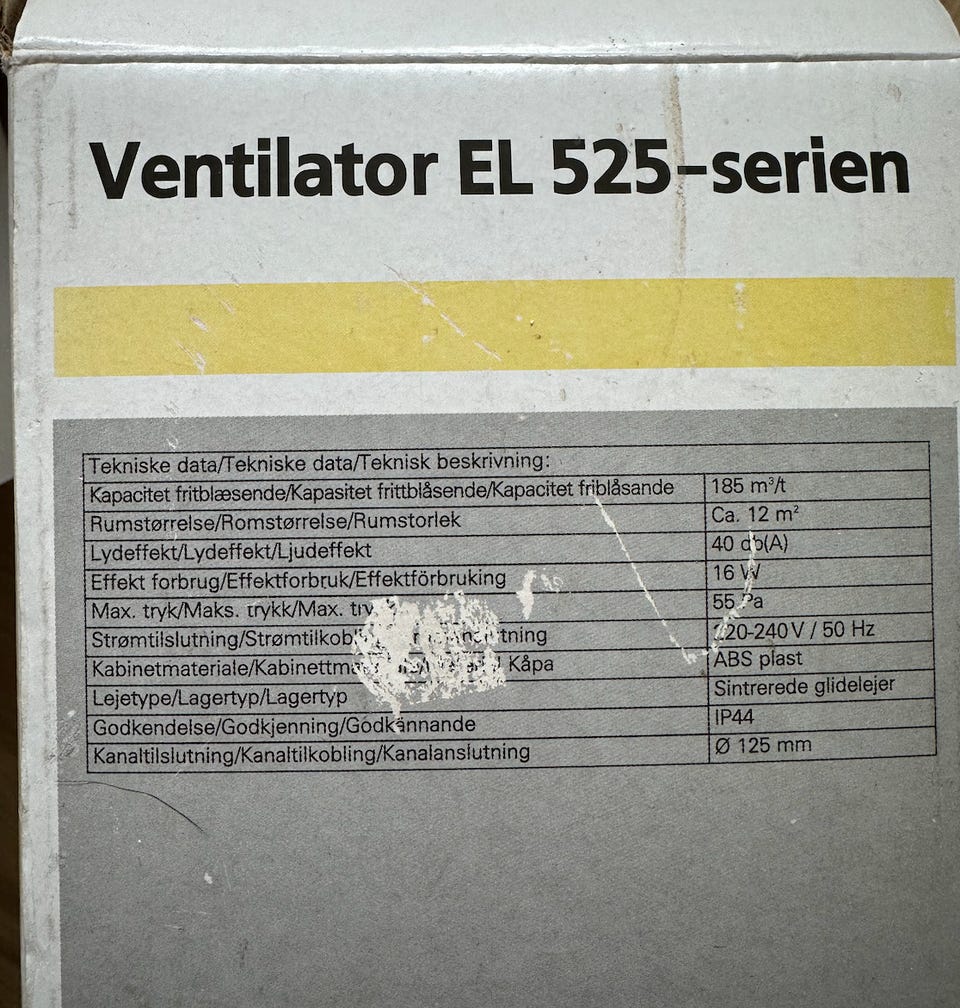 Ventilator EL 525-serien
Tekniske data/Tekniske data/Teknisk beskrivning:
Kapacitet fritblæsende/Kapasitet frittblåsende/Kapacitet friblåsande 185 m³/t
Rumstørrelse/Romstørrelse/Rumstorlek Ca. 12 m²
Lydeffekt/Lydeffekt/Ljudeffekt 40 db(A)
Effekt forbrug/Effektforbruk/Effektförbruking 16 W
Max. tryk/Maks. trykk/Max. 55 Pa
Strømtilslutning/Strømtilkobling 220-240 V / 50 Hz
Kabinetmateriale/ Kåpa ABS plast
Lejetype/Lagertyp/Lagertyp Sintrerede glidelejer
Godkendelse/Godkjenning/Godkännande IP44
Kanaltilslutning/Kanaltilkobling/Kanalanslutning Ø 125 mm